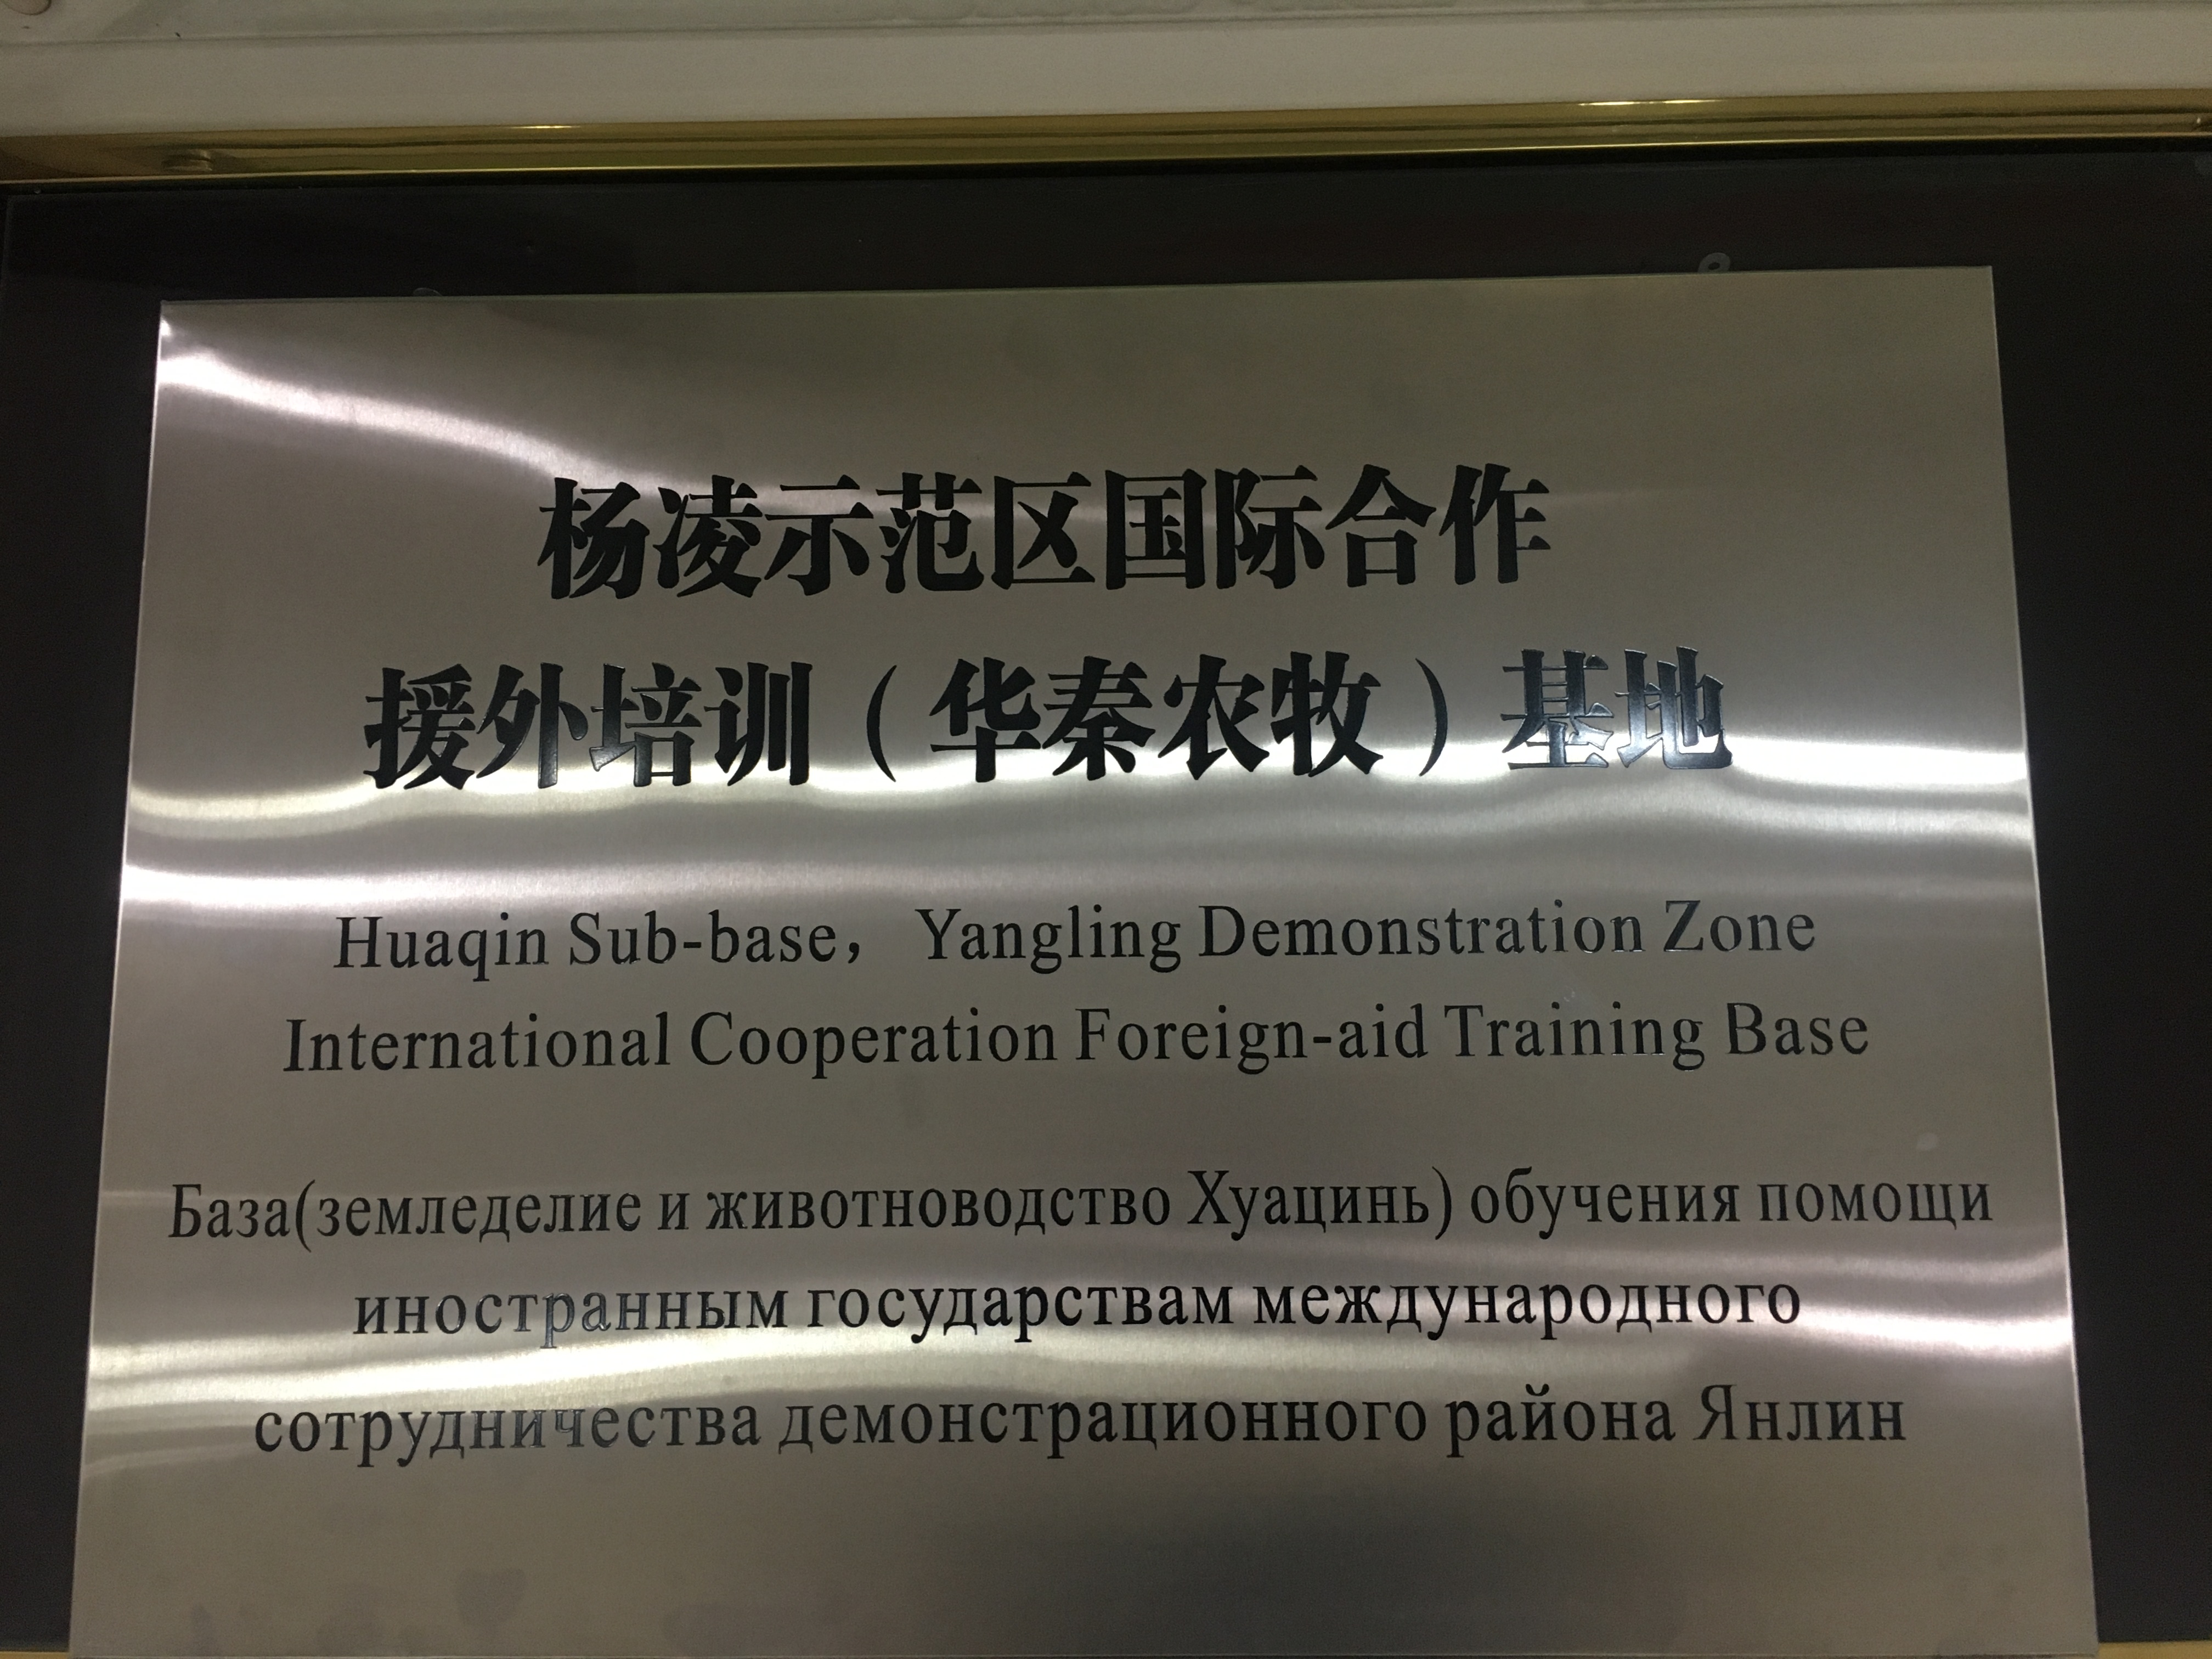 杨凌示范区国际合作
援外培训（华秦农牧）基地
Huaqin Sub-base， Yangling Demonstration Zone
International Cooperation Foreign-aid Training Base
База(земледелие и животноводство Хуацинь) обучения помощи
иностранным государствам международного
сотрудничества демонстрационного района Янлин